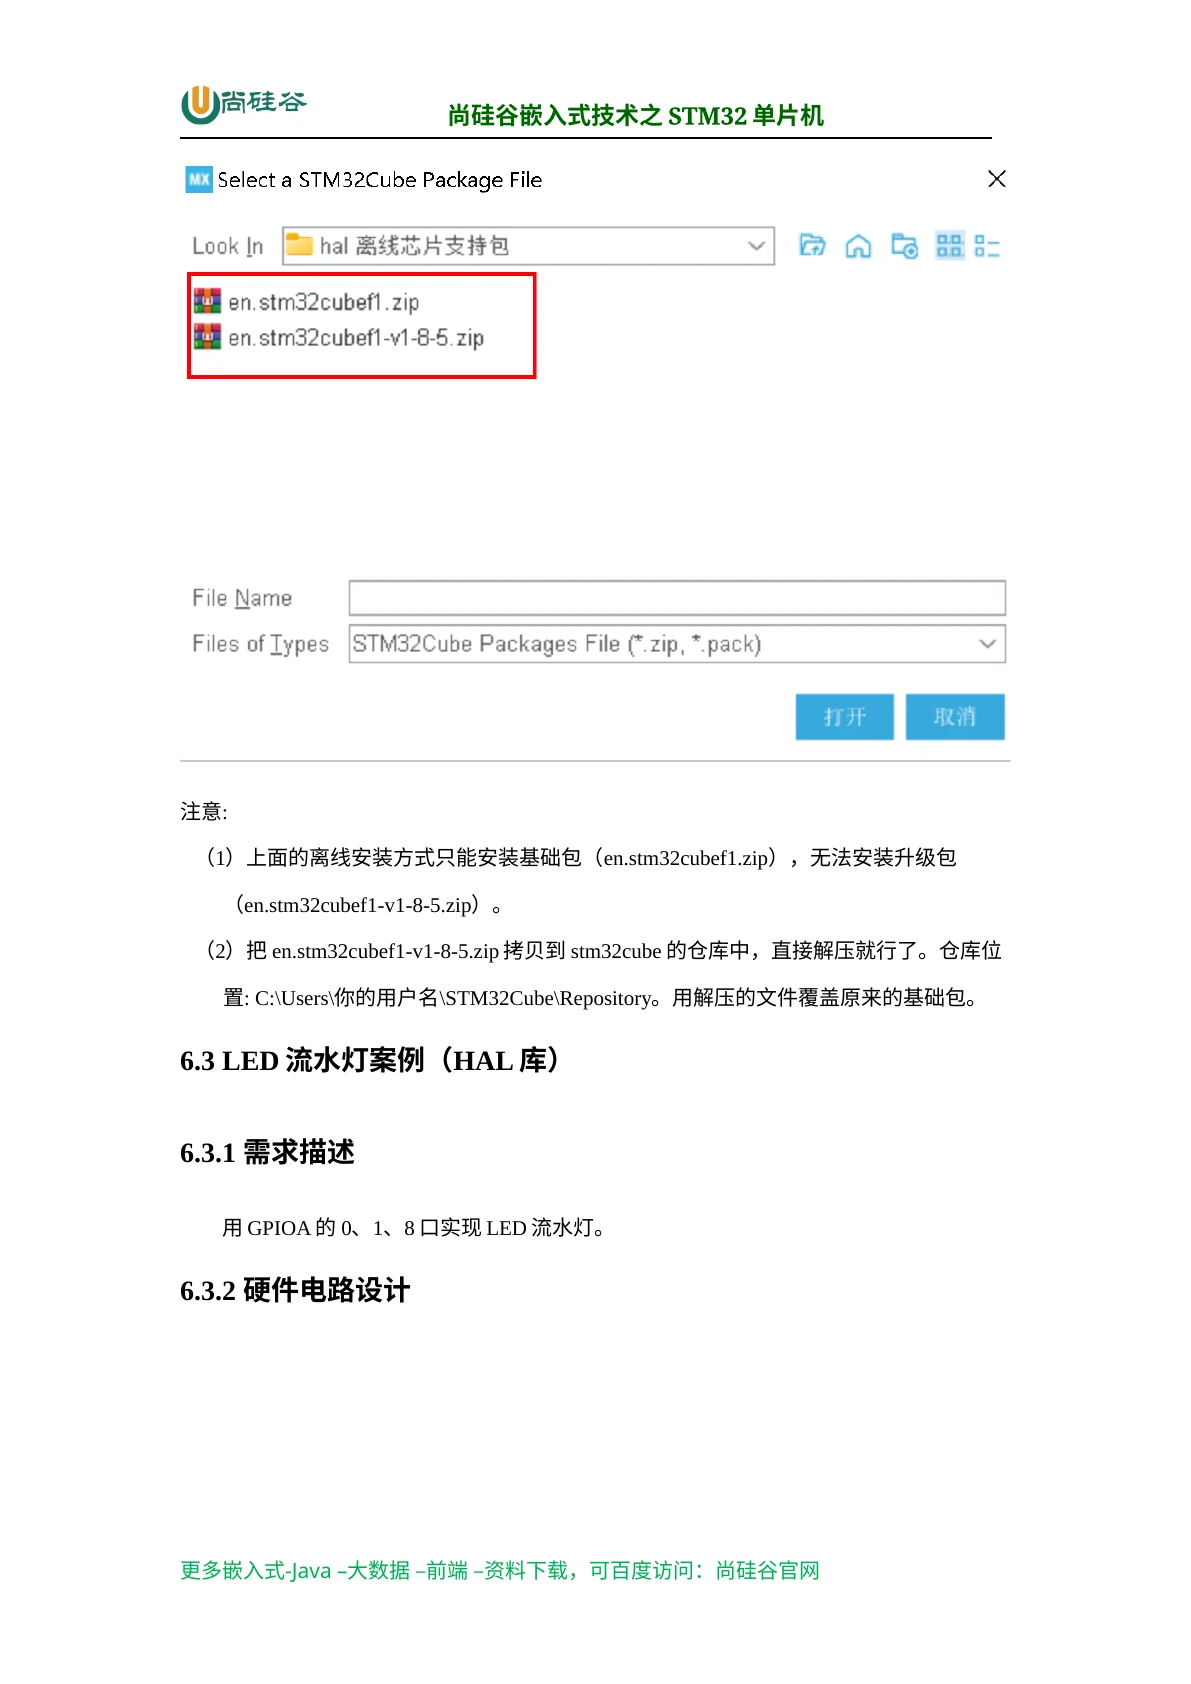 尚硅谷
尚硅谷嵌入式技术之 STM32 单片机
MX Select a STM32Cube Package File
Look In hal 离线芯片支持包
en.stm32cubef1.zip
en.stm32cubef1-v1-8-5.zip
File Name
Files of Types STM32Cube Packages File (*.zip, *.pack)
打开 取消
注意:
（1）上面的离线安装方式只能安装基础包（en.stm32cubef1.zip），无法安装升级包
（en.stm32cubef1-v1-8-5.zip）。
（2）把 en.stm32cubef1-v1-8-5.zip 拷贝到 stm32cube 的仓库中，直接解压就行了。仓库位
置: C:\Users\你的用户名\STM32Cube\Repository。用解压的文件覆盖原来的基础包。
6.3 LED 流水灯案例（HAL 库）
6.3.1 需求描述
用 GPIOA 的 0、1、8 口实现 LED 流水灯。
6.3.2 硬件电路设计
更多嵌入式-Java –大数据 –前端 –资料下载，可百度访问：尚硅谷官网